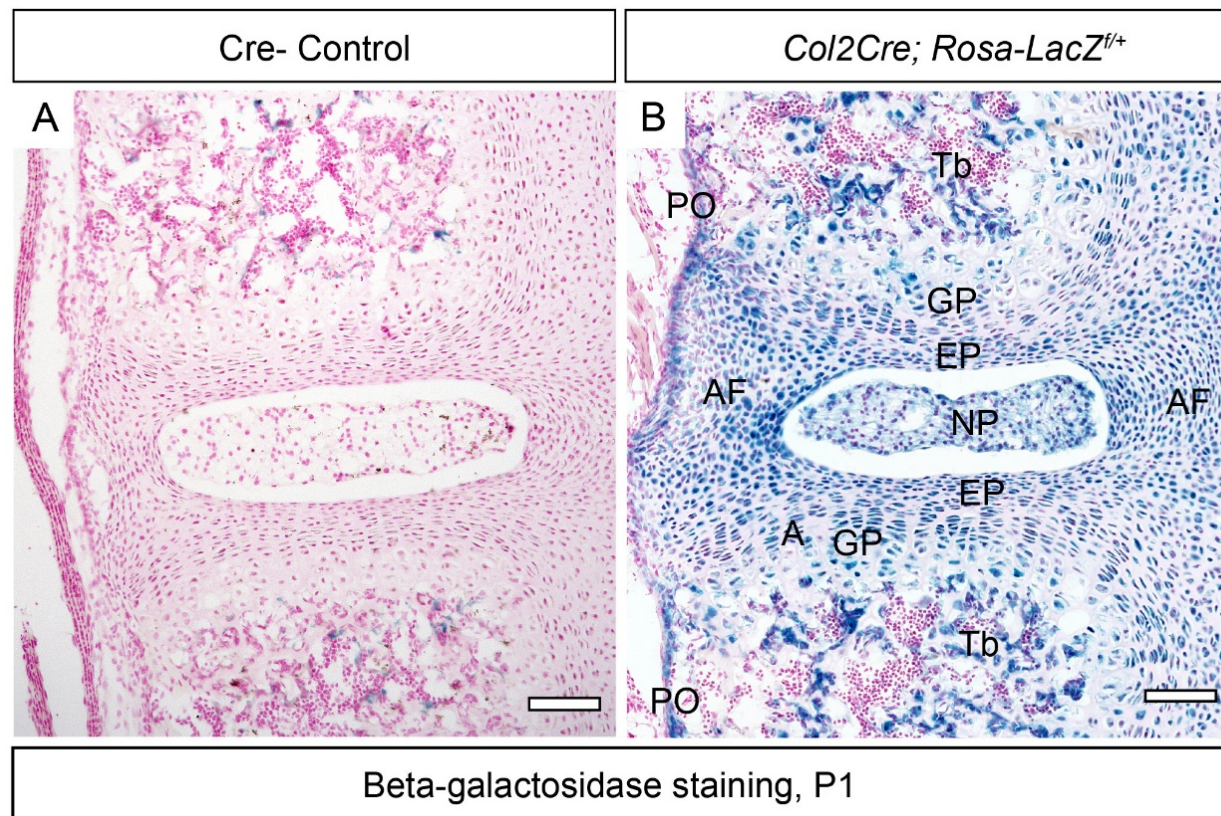 Cre- Control
Col2Cre; Rosa-LacZf/+
A
B
Tb
PO
GP
EP
AF
AF
NP
EP
A
GP
Tb
PO
Beta-galactosidase staining, P1